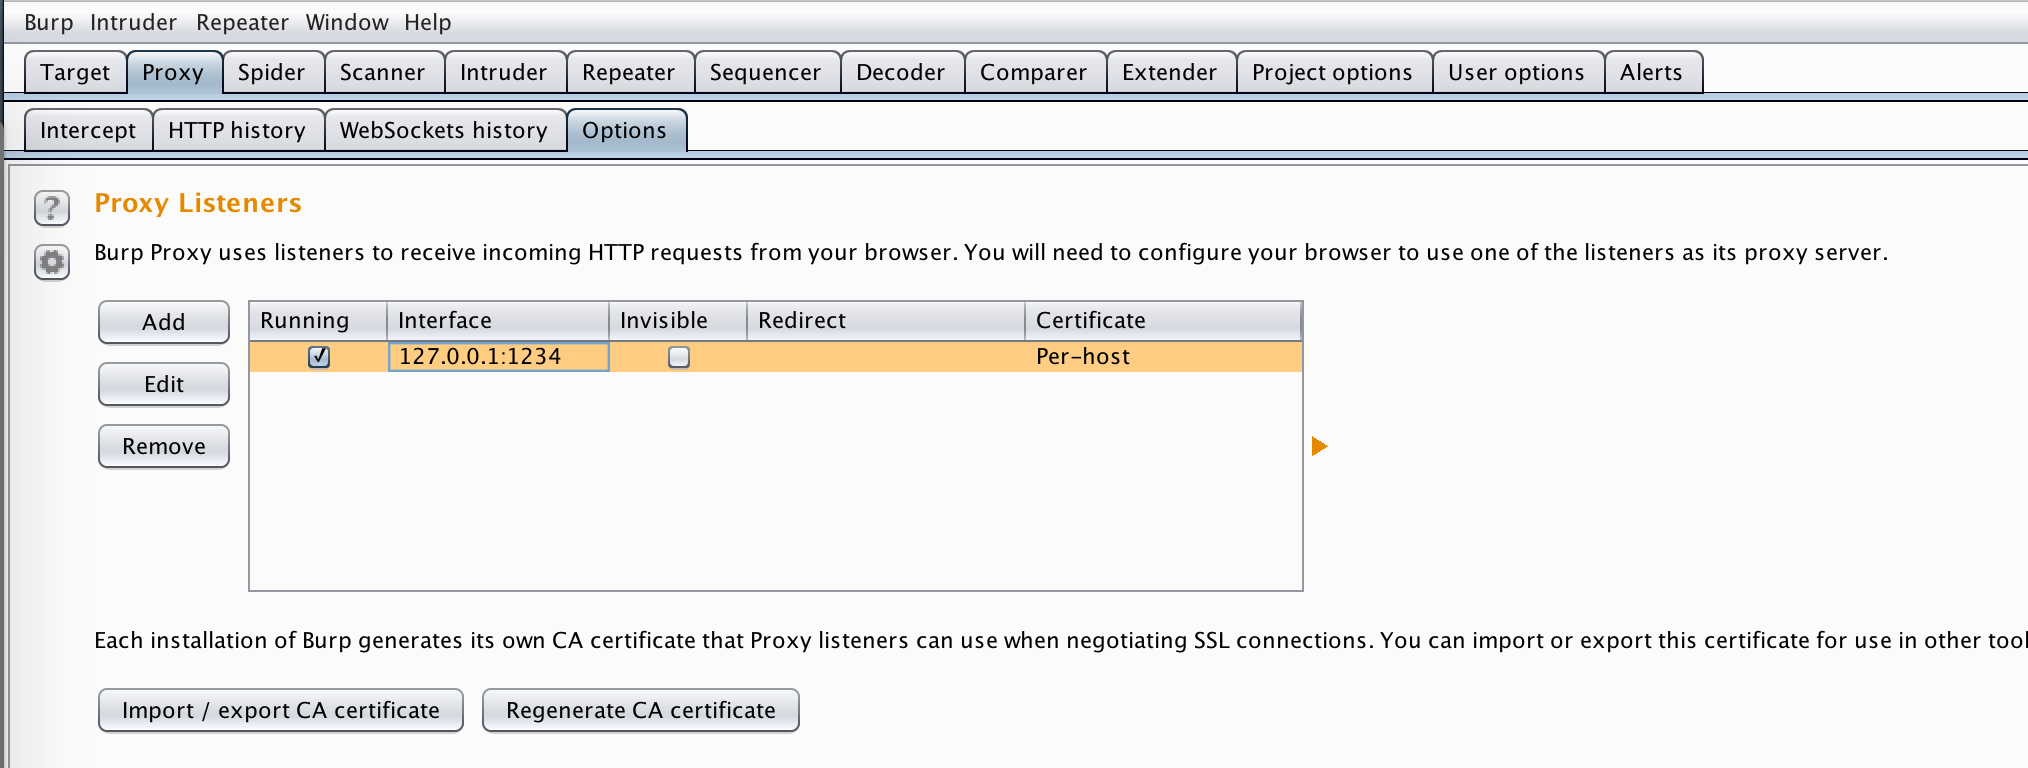 Burp Intruder Repeater Window Help
Target Proxy Spider Scanner Intruder Repeater Sequencer Decoder Comparer Extender Project options User options Alerts
Intercept HTTP history WebSockets history Options
? Proxy Listeners
Burp Proxy uses listeners to receive incoming HTTP requests from your browser. You will need to configure your browser to use one of the listeners as its proxy server.
Add Running Interface Invisible Redirect Certificate
127.0.0.1:1234 Per-host
Edit
Remove
Each installation of Burp generates its own CA certificate that Proxy listeners can use when negotiating SSL connections. You can import or export this certificate for use in other tool
Import / export CA certificate Regenerate CA certificate